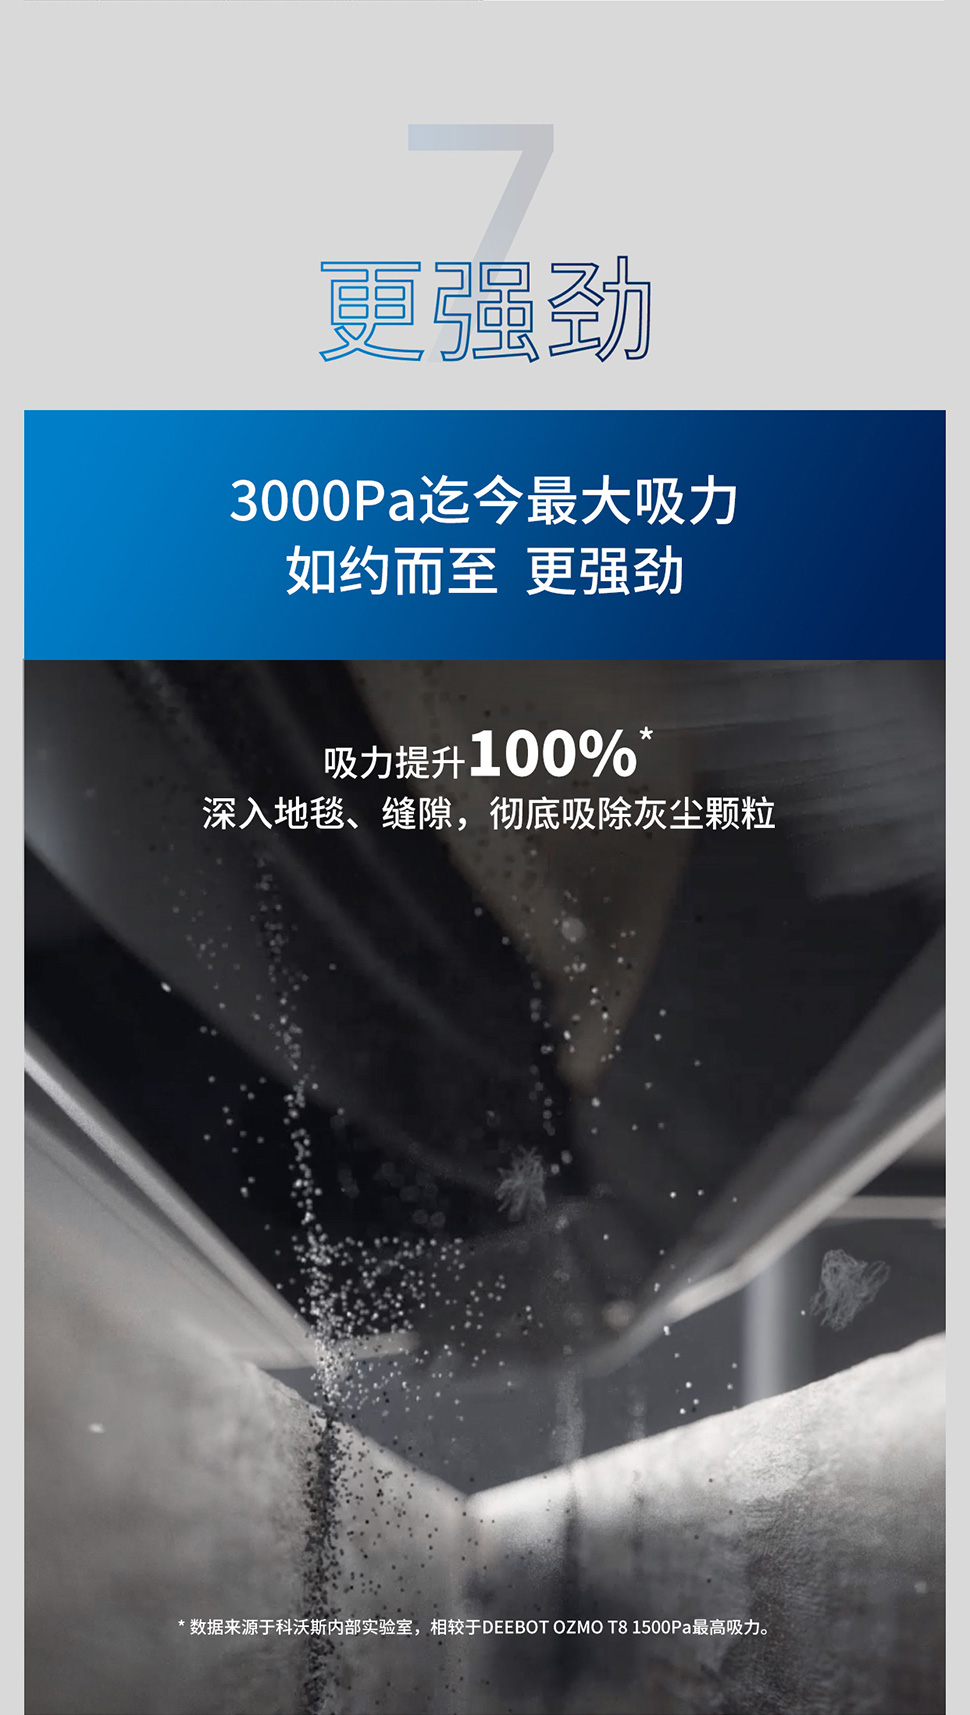 7
更强劲
3000Pa迄今最大吸力
如约而至 更强劲
吸力提升100%*
深入地毯、缝隙，彻底吸除灰尘颗粒
* 数据来源于科沃斯内部实验室，相较于DEEBOT OZMO T8 1500Pa最高吸力。